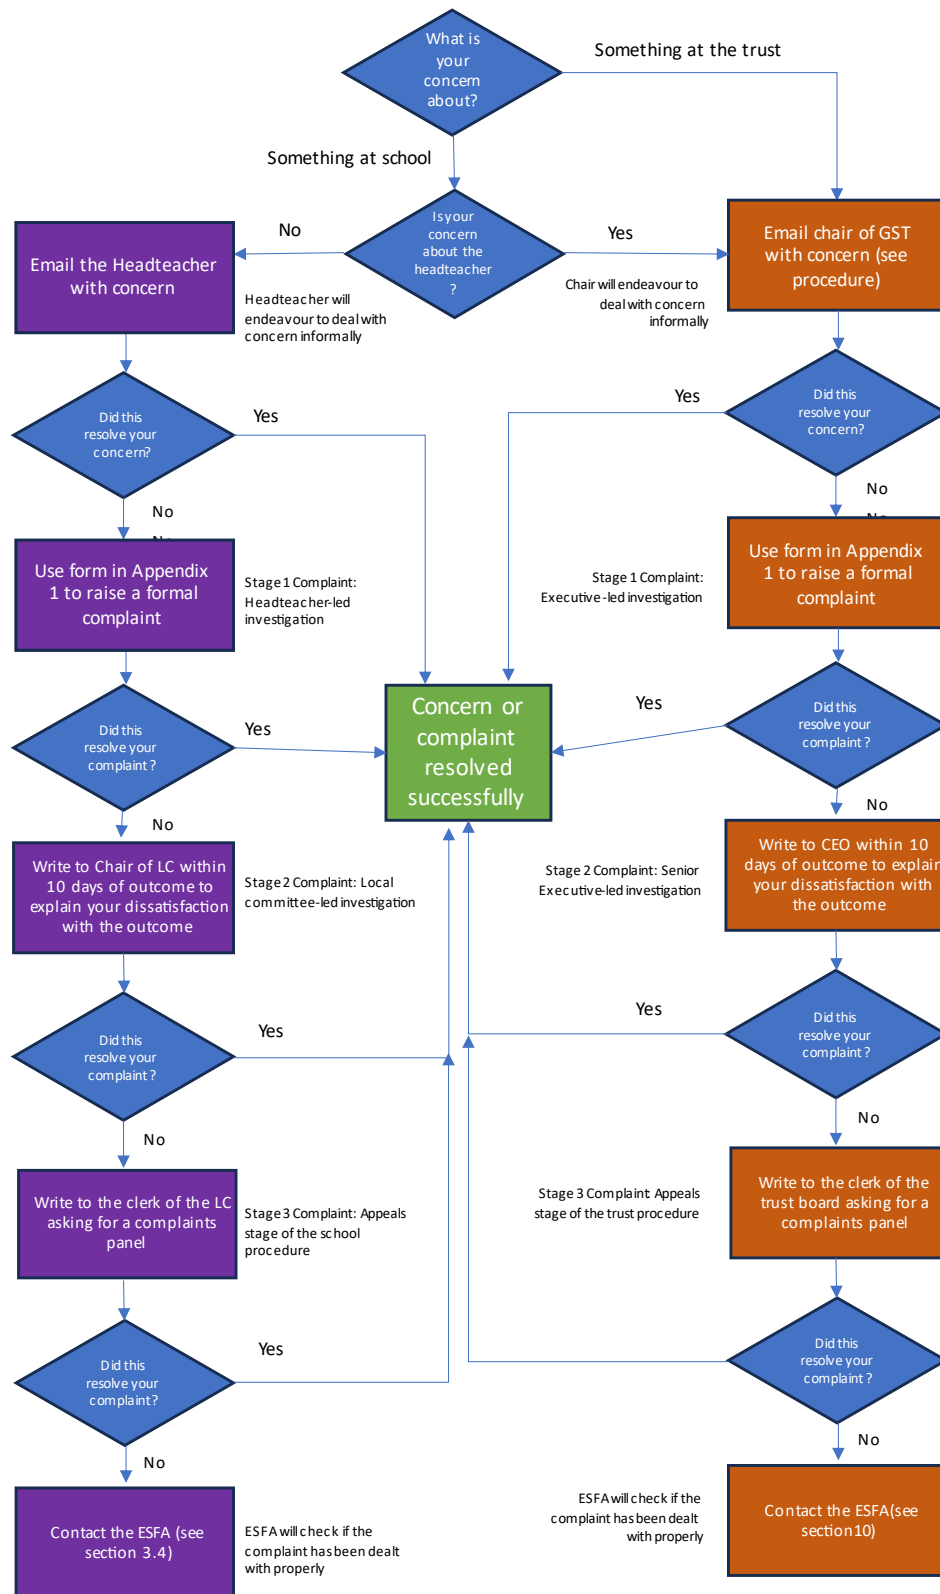 What is
your
concern
about?
Something at the trust
Something at school
Is your
concern
about the
headteacher
?
No
Yes
Email the Headteacher
with concern
Email chair of GST
with concern (see
procedure)
Headteacher will
endeavour to deal with
concern informally
Chair will endeavour to
deal with concern
informally
Did this
resolve your
concern?
Yes
Yes
Did this
resolve your
concern?
No
No
No
No
Use form in Appendix
1 to raise a formal
complaint
Stage 1 Complaint:
Headteacher-led
investigation
Stage 1 Complaint:
Executive-led investigation
Use form in Appendix
1 to raise a formal
complaint
Did this
resolve your
complaint?
Yes
Concern or
complaint
resolved
successfully
Yes
Did this
resolve your
complaint?
No
No
Write to Chair of LC within
10 days of outcome to
explain your dissatisfaction
with the outcome
Stage 2 Complaint: Local
committee-led investigation
Stage 2 Complaint: Senior
Executive-led investigation
Write to CEO within 10
days of outcome to explain
your dissatisfaction with
the outcome
Did this
resolve your
complaint?
Yes
Yes
Did this
resolve your
complaint?
No
No
Write to the clerk of the LC
asking for a complaints
panel
Stage 3 Complaint: Appeals
stage of the school
procedure
Stage 3 Complaint: Appeals
stage of the trust procedure
Write to the clerk of the
trust board asking for a
complaints panel
Did this
resolve your
complaint?
Yes
Did this
resolve your
complaint?
No
No
Contact the ESFA (see
section 3.4)
ESFA will check if the
complaint has been dealt
with properly
ESFA will check if the
complaint has been dealt
with properly
Contact the ESFA(see
section10)